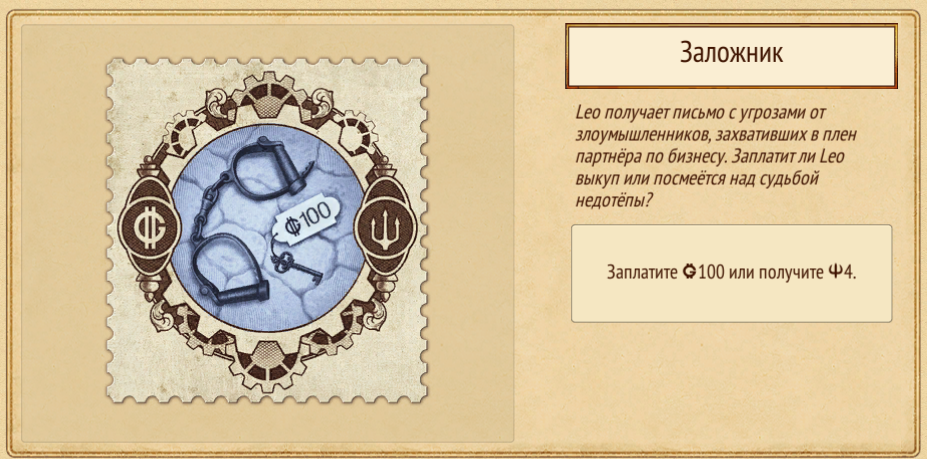 Заложник
Leo получает письмо с угрозами от
злоумышленников, захвативших в плен
партнёра по бизнесу. Заплатит ли Leo
выкуп или посмеётся над судьбой
недотёпы?
₲100
Заплатите ₲100 или получите Ψ4.